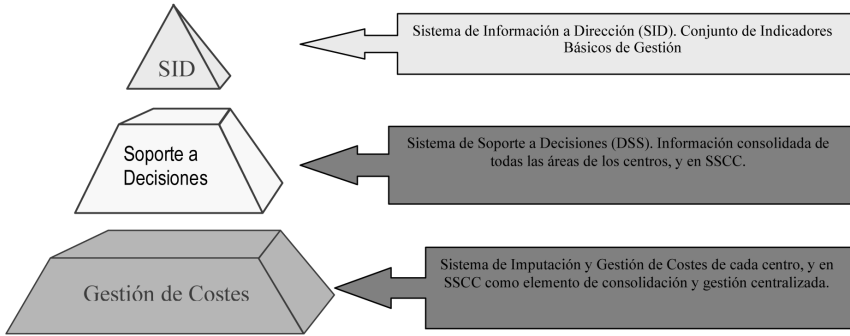 SID
Sistema de Información a Dirección (SID). Conjunto de Indicadores
Básicos de Gestión
Soporte a
Decisiones
Sistema de Soporte a Decisiones (DSS). Información consolidada de
todas las áreas de los centros, y en SSCC.
Gestión de Costes
Sistema de Imputación y Gestión de Costes de cada centro, y en
SSCC como elemento de consolidación y gestión centralizada.